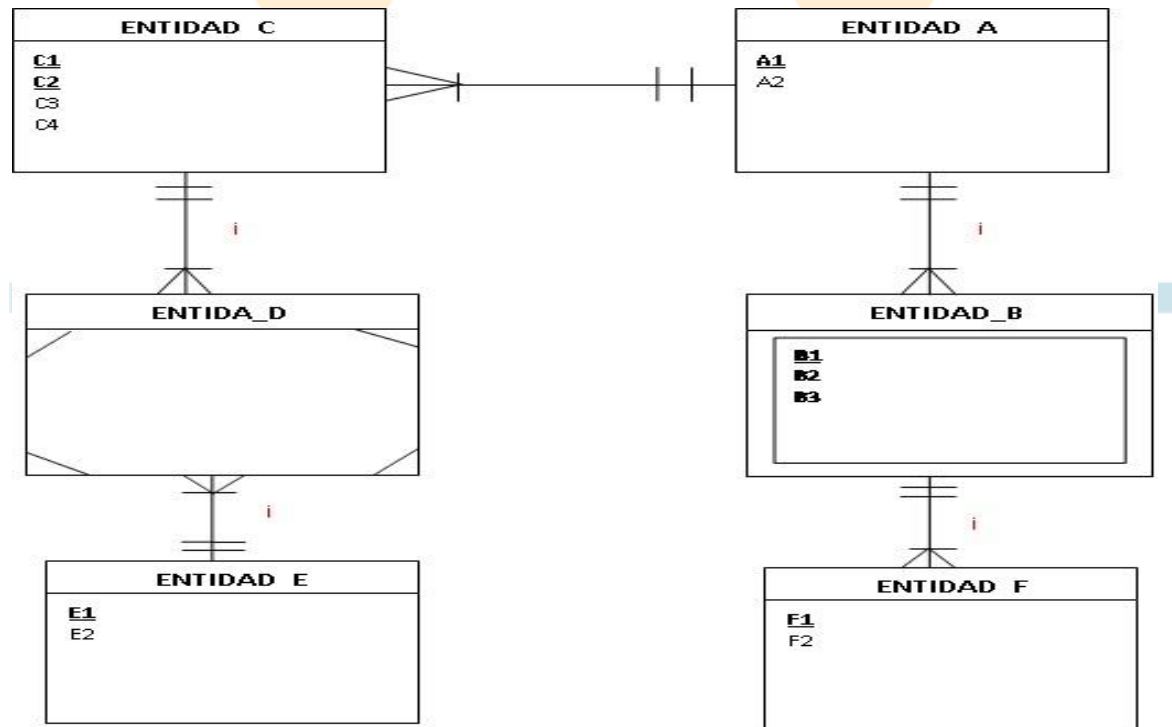 ENTIDAD C
C1
C2
C3
C4
ENTIDAD A
A1
A2
i
i
ENTIDA_D
ENTIDAD_B
B1
B2
B3
i
i
ENTIDAD E
E1
E2
ENTIDAD F
F1
F2